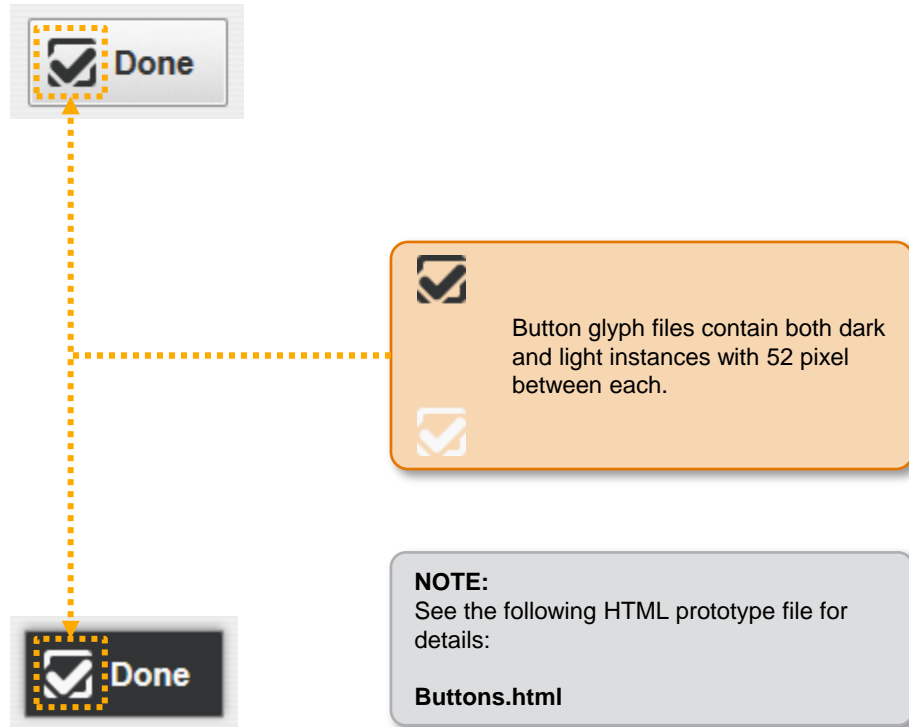 Done
Button glyph files contain both dark
and light instances with 52 pixel
between each.
NOTE:
See the following HTML prototype file for
details:
Buttons.html
Done